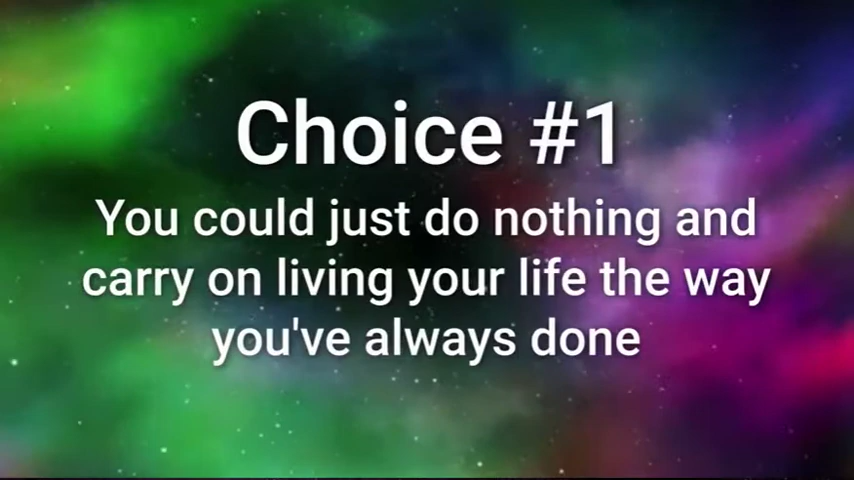 Choice #1
You could just do nothing and
carry on living your life the way
you've always done